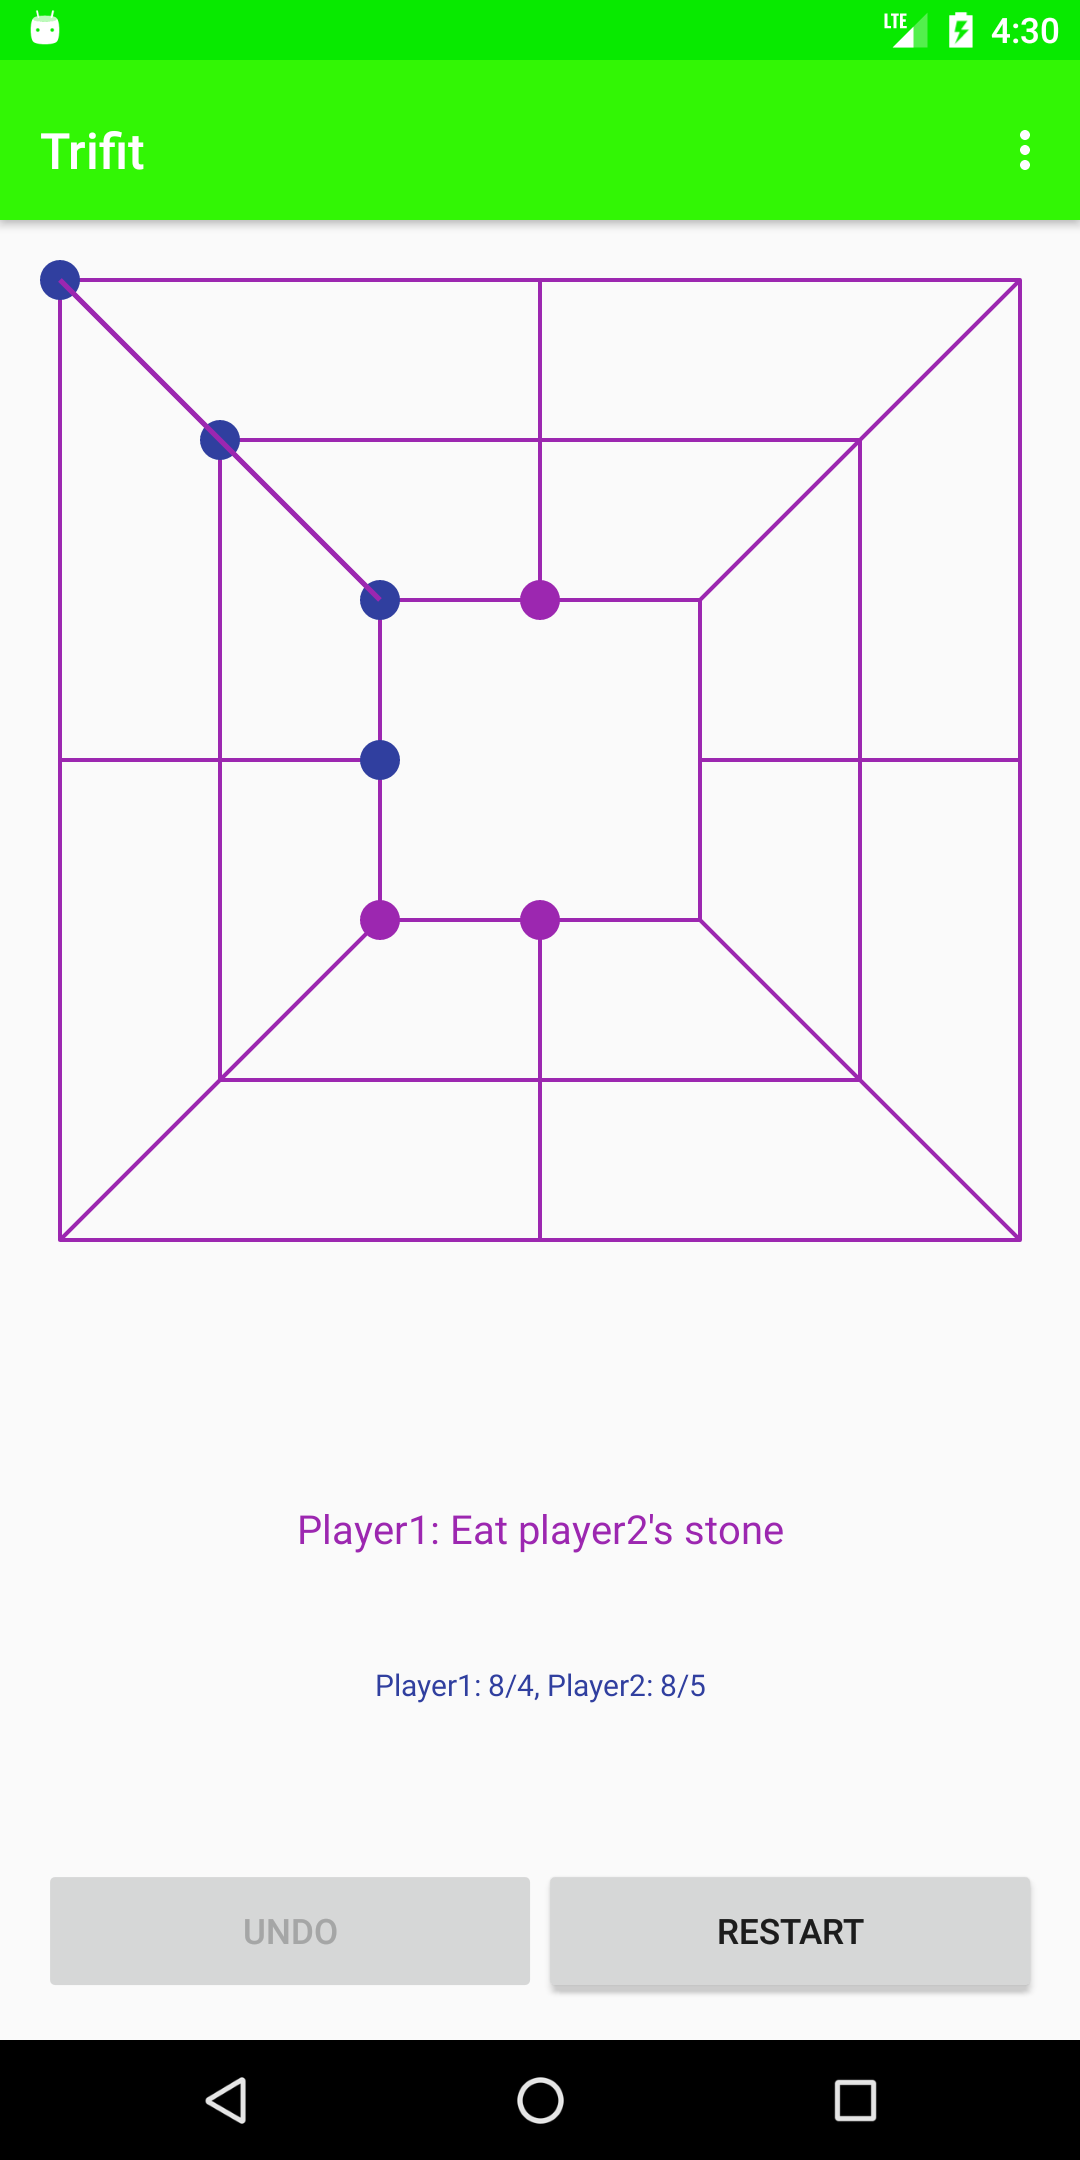 LTE 4:30
Trifit
Player1: Eat player2's stone
Player1: 8/4, Player2: 8/5
UNDO RESTART